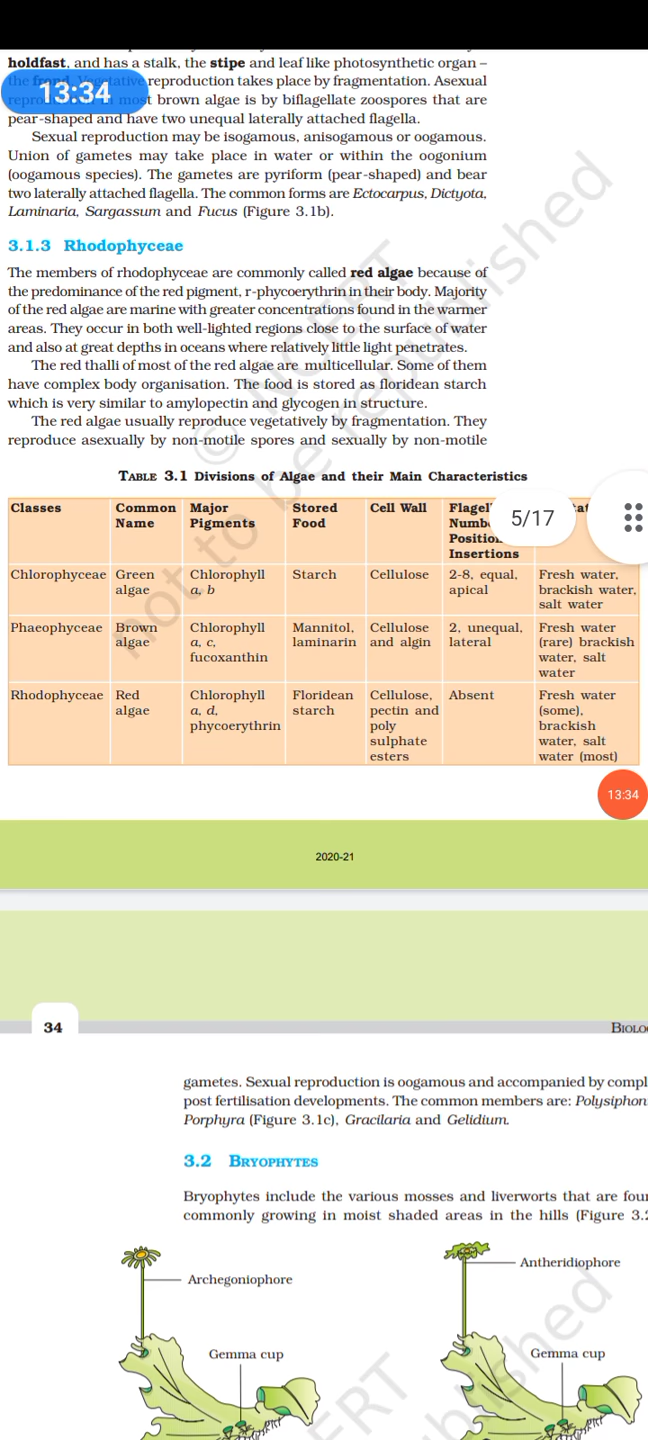 holdfast, and has a stalk, the stipe and leaf like photosynthetic organ –
the frond. Vegetative reproduction takes place by fragmentation. Asexual
13:34
most brown algae is by biflagellate zoospores that are
pear-shaped and have two unequal laterally attached flagella.
Sexual reproduction may be isogamous, anisogamous or oogamous.
Union of gametes may take place in water or within the oogonium
(oogamous species). The gametes are pyriform (pear-shaped) and bear
two laterally attached flagella. The common forms are Ectocarpus, Dictyota,
Laminaria, Sargassum and Fucus (Figure 3.1b).
3.1.3 Rhodophyceae
The members of rhodophyceae are commonly called red algae because of
the predominance of the red pigment, r-phycoerythrin in their body. Majority
of the red algae are marine with greater concentrations found in the warmer
areas. They occur in both well-lighted regions close to the surface of water
and also at great depths in oceans where relatively little light penetrates.
The red thalli of most of the red algae are multicellular. Some of them
have complex body organisation. The food is stored as floridean starch
which is very similar to amylopectin and glycogen in structure.
The red algae usually reproduce vegetatively by fragmentation. They
reproduce asexually by non-motile spores and sexually by non-motile
TABLE 3.1 Divisions of Algae and their Main Characteristics
Classes Common Major Stored Cell Wall
Name Pigments Food
5/17
Insertions
Chlorophyceae Green Chlorophyll Starch Cellulose 2-8, equal, Fresh water,
algae a, b apical brackish water,
salt water
Phaeophyceae Brown Chlorophyll Mannitol, Cellulose 2, unequal, Fresh water
algae a, c, laminarin and algin lateral (rare) brackish
fucoxanthin water, salt
water
Rhodophyceae Red Chlorophyll Floridean Cellulose, Absent Fresh water
algae a, d, starch pectin and (some),
phycoerythrin poly brackish
sulphate water, salt
esters water (most)
13:34
2020-21
34
gametes. Sexual reproduction is oogamous and accompanied by compl
post fertilisation developments. The common members are: Polysiphon
Porphyra (Figure 3.1c), Gracilaria and Gelidium.
3.2 BRYOPHYTES
Bryophytes include the various mosses and liverworts that are four
commonly growing in moist shaded areas in the hills (Figure 3.2
Archegoniophore
Antheridiophore
Gemma cup
Gemma cup
© NCERT
not to be republished